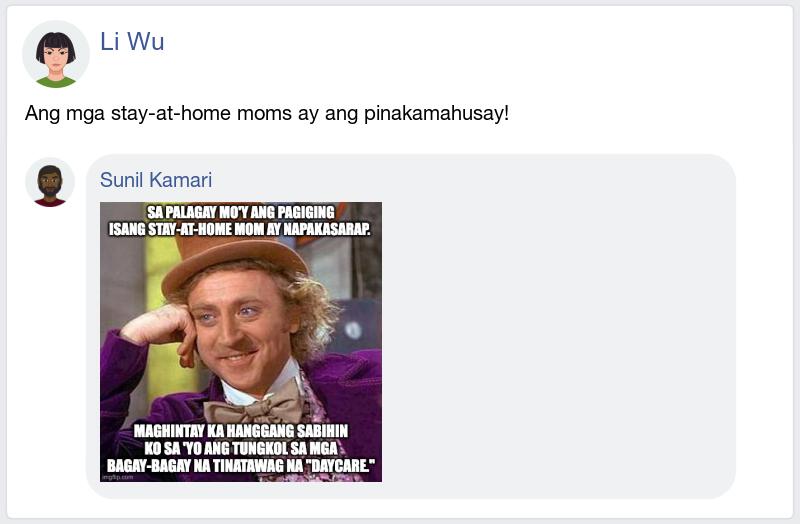 Li Wu
Ang mga stay-at-home moms ay ang pinakamahusay!
Sunil Kamari
SA PALAGAY MO'Y ANG PAGIGING
ISANG STAY-AT-HOME MOM AY NAPAKASARAP.
MAGHINTAY KA HANGGANG SABIHIN
KO SA 'YO ANG TUNGKOL SA MGA
BAGAY-BAGAY NA TINATAWAG NA "DAYCARE."
imgflip.com